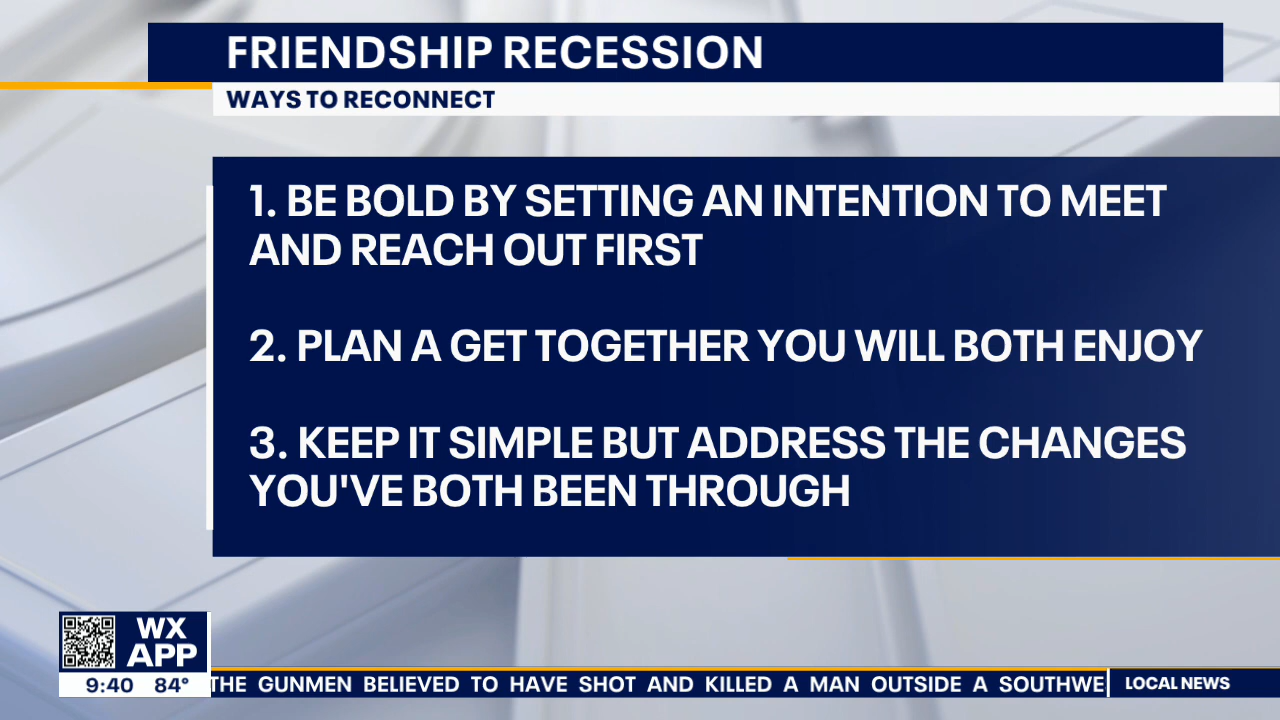 FRIENDSHIP RECESSION
WAYS TO RECONNECT
1. BE BOLD BY SETTING AN INTENTION TO MEET
AND REACH OUT FIRST
2. PLAN A GET TOGETHER YOU WILL BOTH ENJOY
3. KEEP IT SIMPLE BUT ADDRESS THE CHANGES
YOU'VE BOTH BEEN THROUGH
WX
APP
9:40 84°
THE GUNMEN BELIEVED TO HAVE SHOT AND KILLED A MAN OUTSIDE A SOUTHWE
LOCAL NEWS